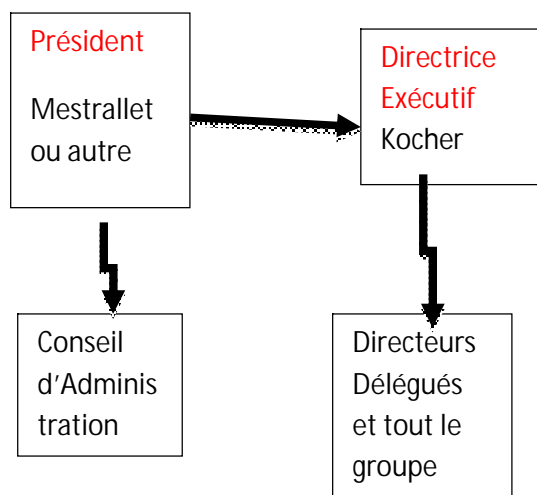 Président
Mestrallet
ou autre
Directrice
Exécutif
Kocher
Conseil
d’Adminis
tration
Directeurs
Délégués
et tout le
groupe